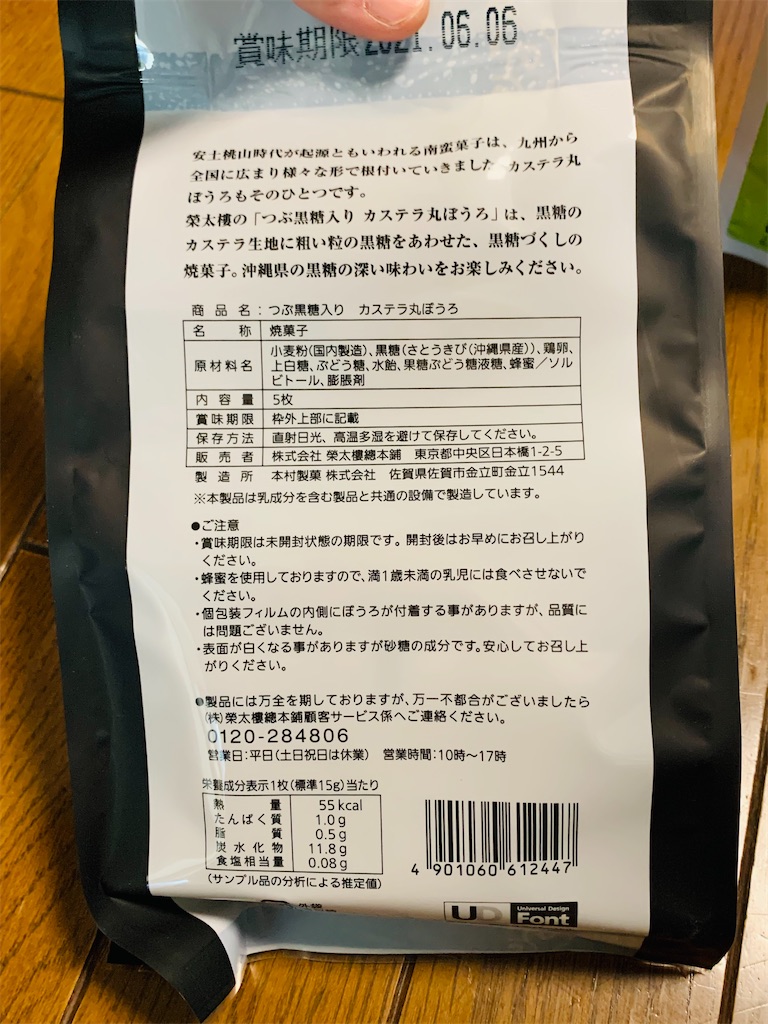 賞味期限2021.06.06
安土桃山時代が起源ともいわれる南蛮菓子は、九州から
全国に広まり様々な形で根付いていきました。カステラ丸
ぼうろもそのひとつです。
榮太樓の「つぶ黒糖入り カステラ丸ぼうろ」は、黒糖の
カステラ生地に粗い粒の黒糖をあわせた、黒糖づくしの
焼菓子。沖縄県の黒糖の深い味わいをお楽しみください。
商品名：つぶ黒糖入り カステラ丸ぼうろ
名称 焼菓子
原材料名 小麦粉(国内製造)、黒糖(さとうきび(沖縄県産))、鶏卵、
上白糖、ぶどう糖、水飴、果糖ぶどう糖液糖、蜂蜜／ソル
ビトール、膨脹剤
内容量 5枚
賞味期限 枠外上部に記載
保存方法 直射日光、高温多湿を避けて保存してください。
販売者 株式会社 榮太樓總本鋪 東京都中央区日本橋1-2-5
製造所 本村製菓 株式会社 佐賀県佐賀市金立町金立1544
※本製品は乳成分を含む製品と共通の設備で製造しています。
●ご注意
・賞味期限は未開封状態の期限です。開封後はお早めにお召し上がり
ください。
・蜂蜜を使用しておりますので、満1歳未満の乳児には食べさせないで
ください。
・個包装フィルムの内側にぼうろが付着する事がありますが、品質に
は問題ございません。
・表面が白くなる事がありますが砂糖の成分です。安心してお召し上
がりください。
●製品には万全を期しておりますが、万一不都合がございましたら
(株)榮太樓總本鋪顧客サービス係へご連絡ください。
0120-284806
営業日：平日(土日祝日は休業) 営業時間：10時〜17時
栄養成分表示1枚(標準15g)当たり
熱量 55kcal
たんぱく質 1.0g
脂質 0.5g
炭水化物 11.8g
食塩相当量 0.08g
(サンプル品の分析による推定値)
4 901060 612447
外袋
UD Universal Design
Font